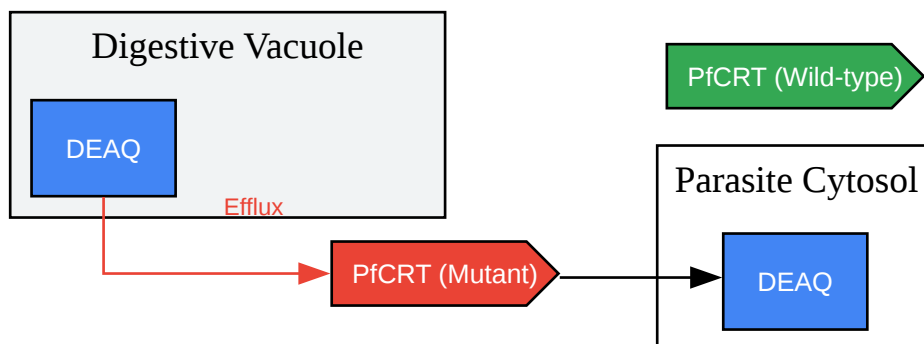 Digestive Vacuole
PfCRT (Wild-type)
DEAQ
Parasite Cytosol
Efflux
PfCRT (Mutant)
DEAQ